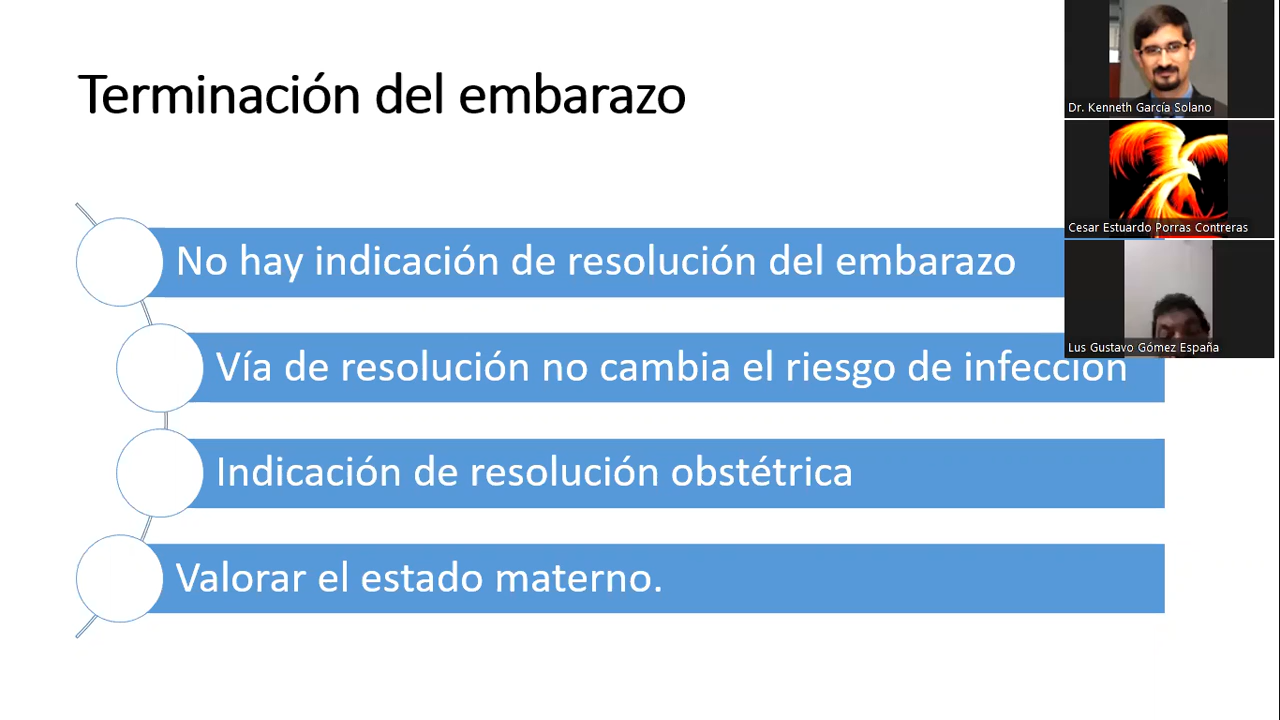 Terminación del embarazo
No hay indicación de resolución del embarazo
Vía de resolución no cambia el riesgo de infección
Indicación de resolución obstétrica
Valorar el estado materno.
Dr. Kenneth García Solano
Cesar Estuardo Porras Contreras
Lus Gustavo Gómez España